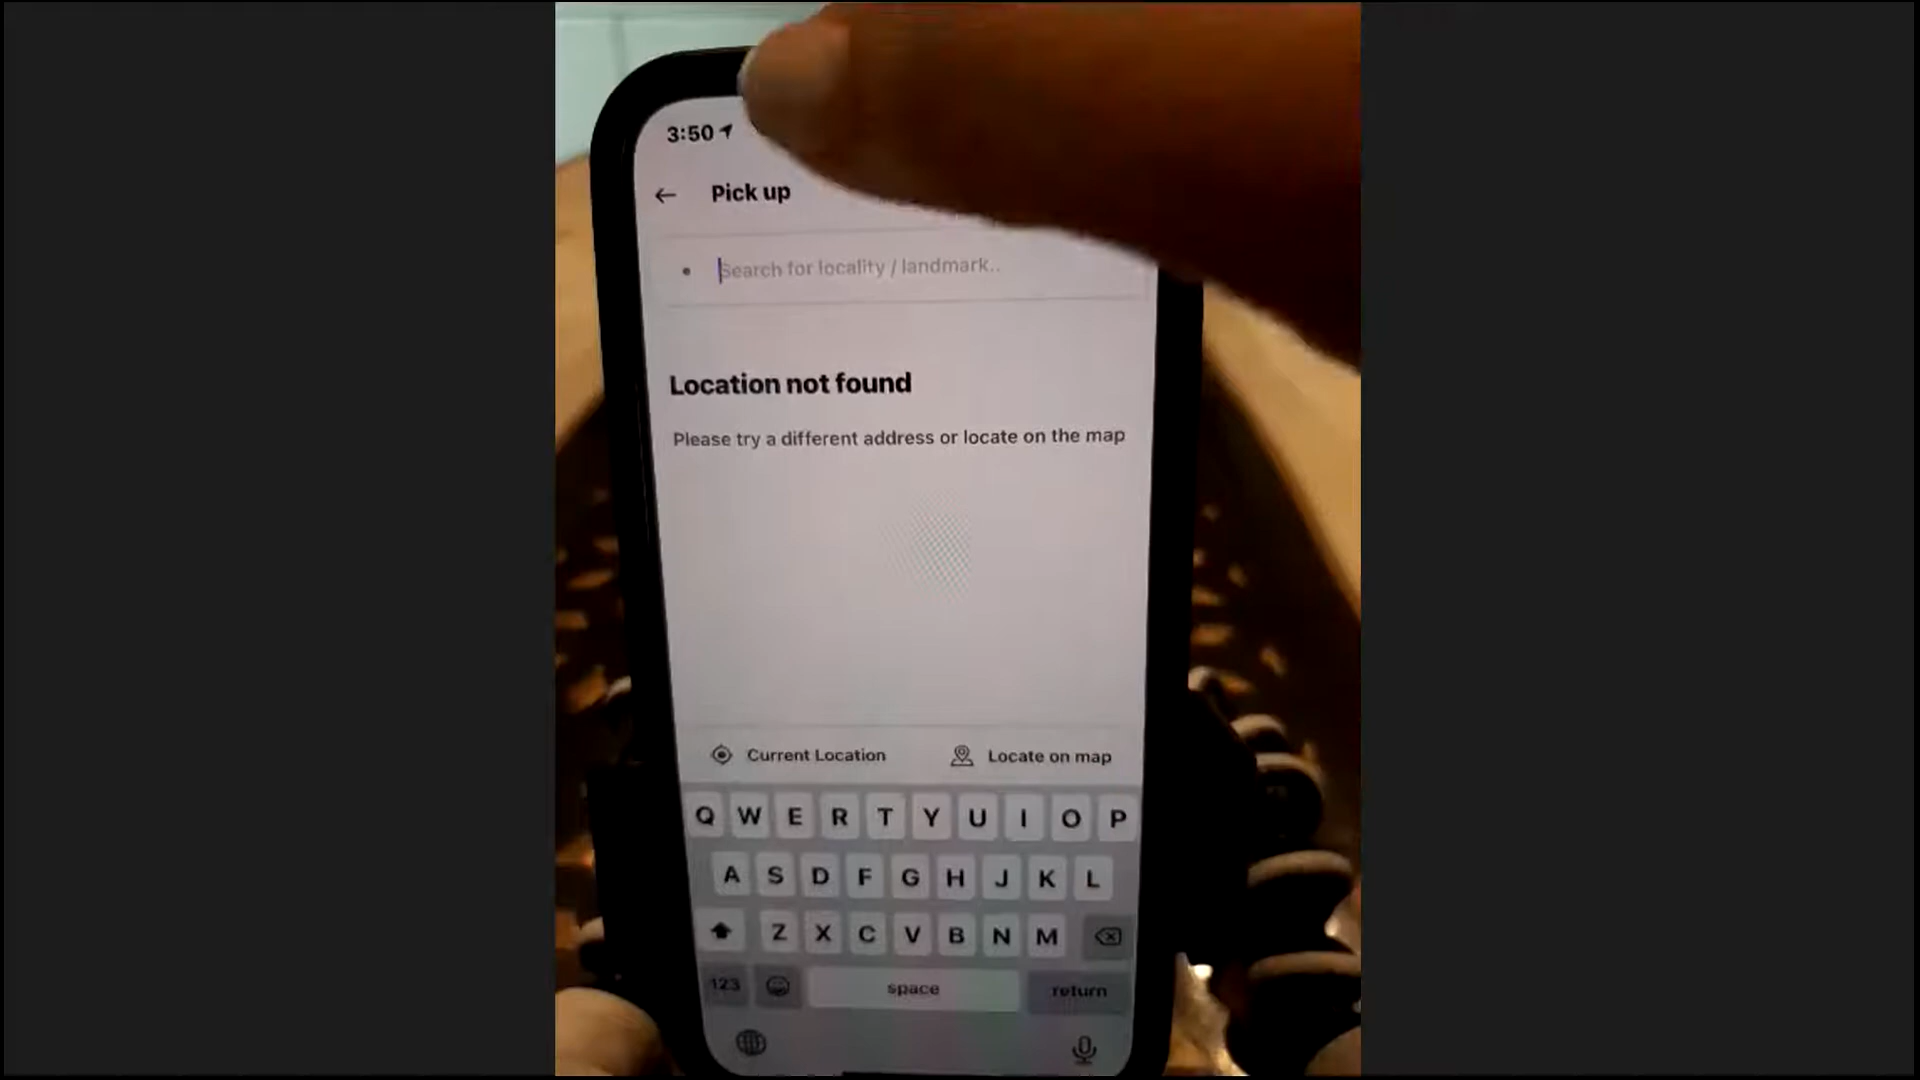 3:50
Pick up
Search for locality / landmark..
Location not found
Please try a different address or locate on the map
Current Location
Locate on map
Q W E R T Y U I O P
A S D F G H J K L
Z X C V B N M
123
space
return